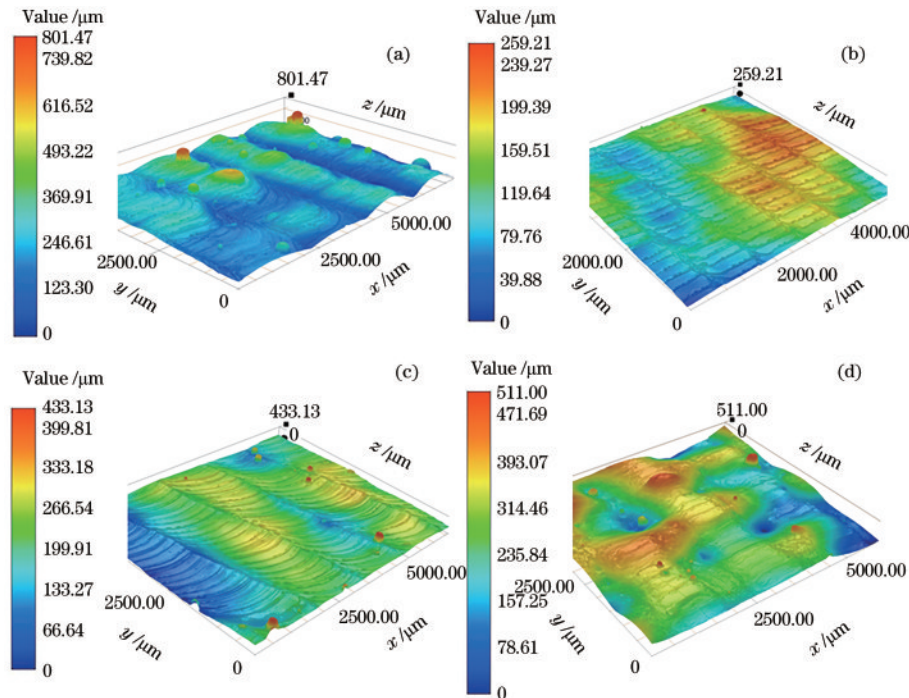 Value /μm
801.47
739.82
616.52
493.22
369.91
246.61
123.30
0
(a)
801.47
z /μm
5000.00
2500.00
x /μm
0
2500.00
y /μm
Value /μm
259.21
239.27
199.39
159.51
119.64
79.76
39.88
0
(b)
259.21
z /μm
4000.00
2000.00
x /μm
0
2000.00
y /μm
Value /μm
433.13
399.81
333.18
266.54
199.91
133.27
66.64
0
(c)
433.13
0
z /μm
5000.00
2500.00
x /μm
0
2500.00
y /μm
Value /μm
511.00
471.69
393.07
314.46
235.84
157.25
78.61
0
(d)
511.00
0
z /μm
5000.00
2500.00
x /μm
0
2500.00
y /μm